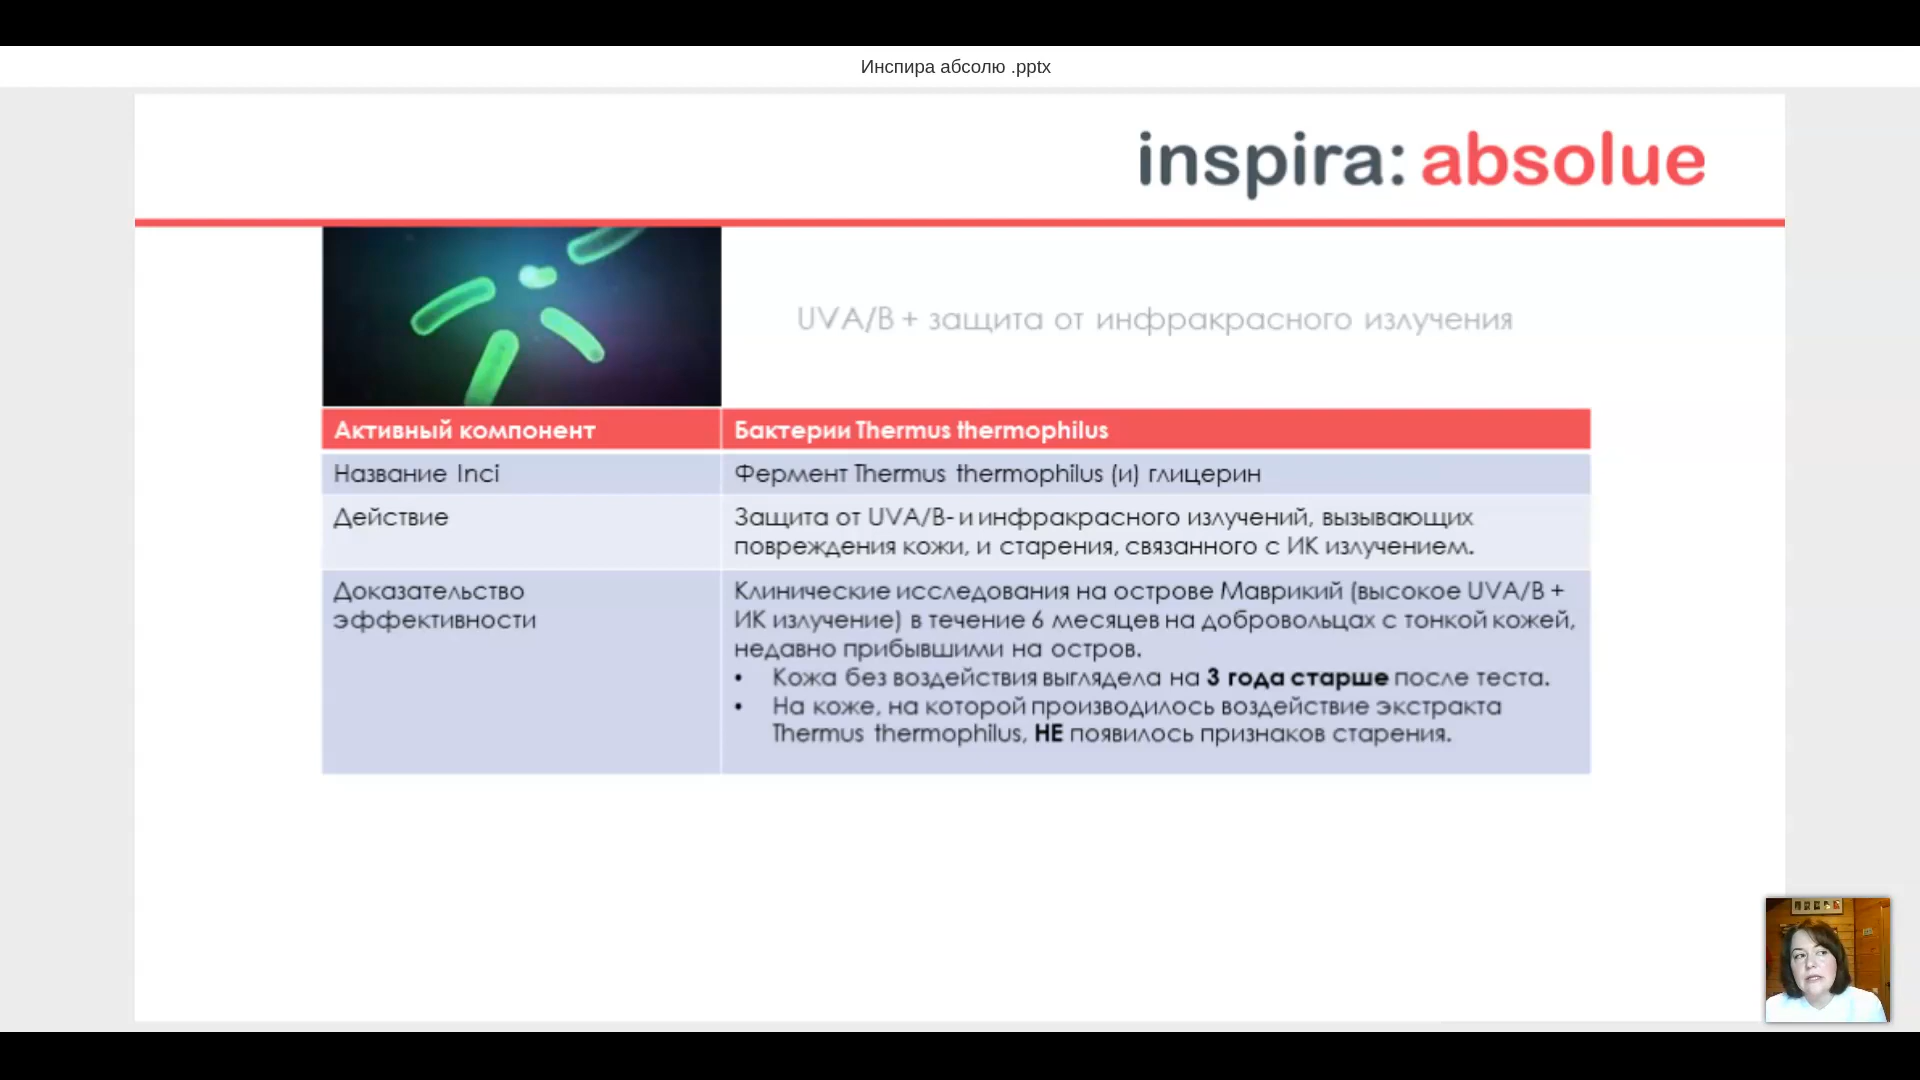 Инспира абсолю .pptx
inspira: absolue
UVA/B + защита от инфракрасного излучения
Активный компонент
Бактерии Thermus thermophilus
Название Inci
Фермент Thermus thermophilus (и) глицерин
Действие
Защита от UVA/B- и инфракрасного излучений, вызывающих
повреждения кожи, и старения, связанного с ИК излучением.
Доказательство
эффективности
Клинические исследования на острове Маврикий (высокое UVA/B +
ИК излучение) в течение 6 месяцев на добровольцах с тонкой кожей,
недавно прибывшими на остров.
• Кожа без воздействия выглядела на 3 года старше после теста.
• На коже, на которой производилось воздействие экстракта
Thermus thermophilus, НЕ появилось признаков старения.